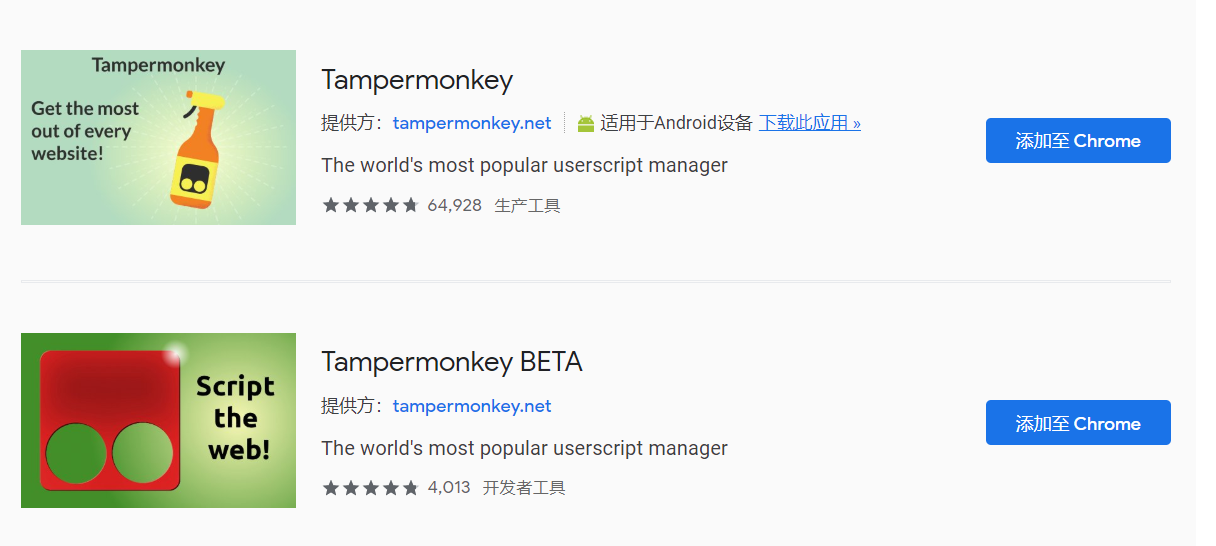 Tampermonkey
Get the most
out of every
website!
Tampermonkey
提供方：tampermonkey.net 适用于Android设备 下载此应用 »
The world's most popular userscript manager
64,928 生产工具
添加至 Chrome
Script
the
web!
Tampermonkey BETA
提供方：tampermonkey.net
The world's most popular userscript manager
4,013 开发者工具
添加至 Chrome